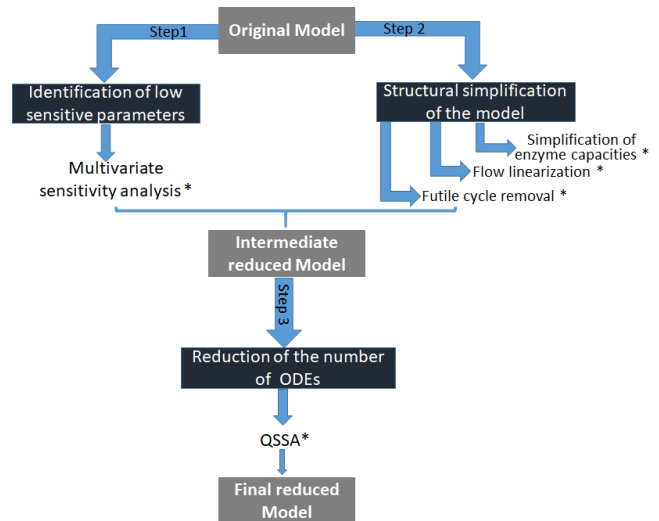 Original Model
Step1
Step 2
Identification of low
sensitive parameters
Structural simplification
of the model
Multivariate
sensitivity analysis *
Simplification of
enzyme capacities *
Flow linearization *
Futile cycle removal *
Intermediate
reduced Model
Step 3
Reduction of the number
of ODEs
QSSA*
Final reduced
Model